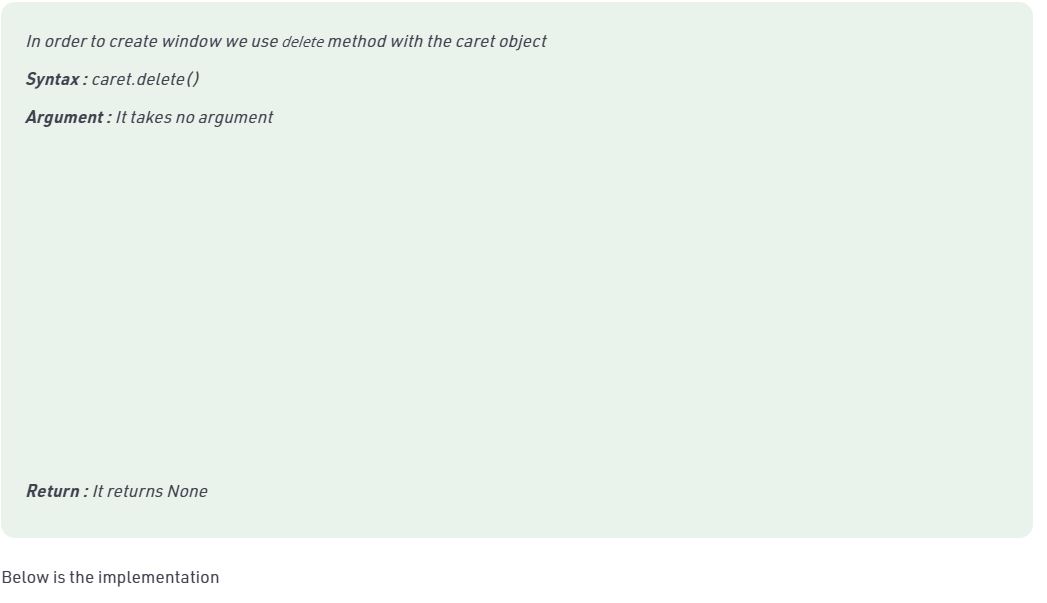 In order to create window we use delete method with the caret object
Syntax : caret.delete()
Argument : It takes no argument
Return : It returns None
Below is the implementation